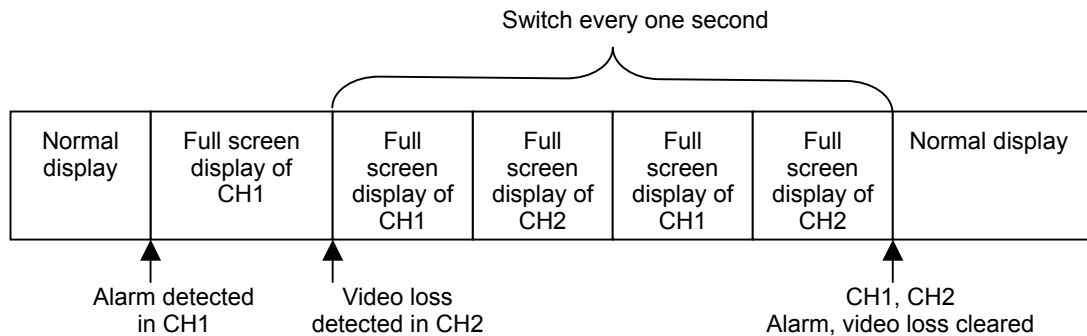 Switch every one second
Normal
display
Full screen
display of
CH1
Full
screen
display of
CH1
Full
screen
display of
CH2
Full
screen
display of
CH1
Full
screen
display of
CH2
Normal display
Alarm detected
in CH1
Video loss
detected in CH2
CH1, CH2
Alarm, video loss cleared